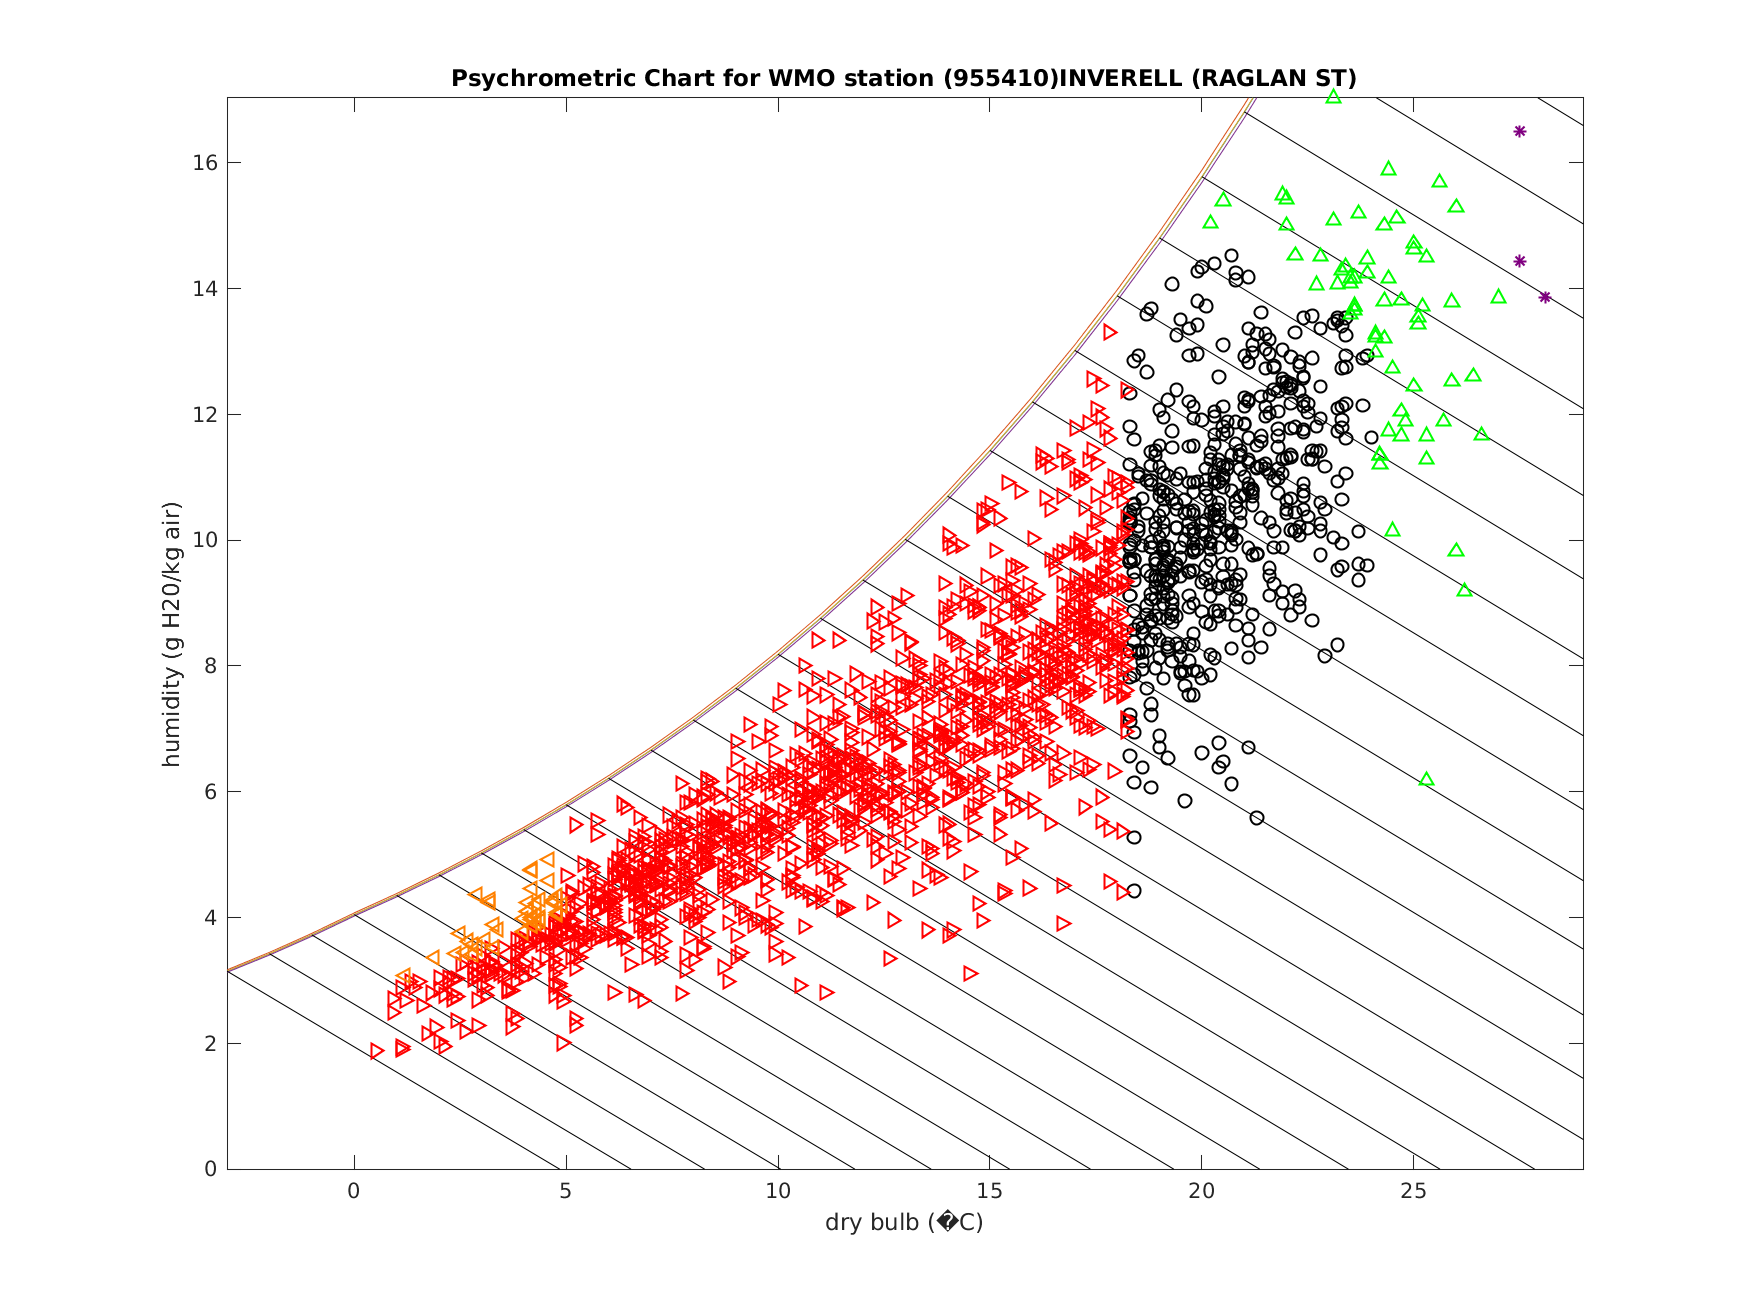 Psychrometric Chart for WMO station (955410)INVERELL (RAGLAN ST)
humidity (g H20/kg air)
16
14
12
10
8
6
4
2
0
0 5 10 15 20 25
dry bulb (�C)